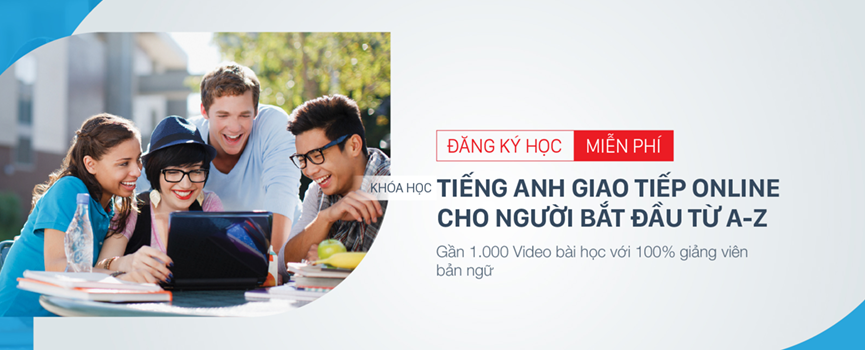 ĐĂNG KÝ HỌC MIỄN PHÍ
KHÓA HỌC TIẾNG ANH GIAO TIẾP ONLINE
CHO NGƯỜI BẮT ĐẦU TỪ A-Z
Gần 1.000 Video bài học với 100% giảng viên
bản ngữ